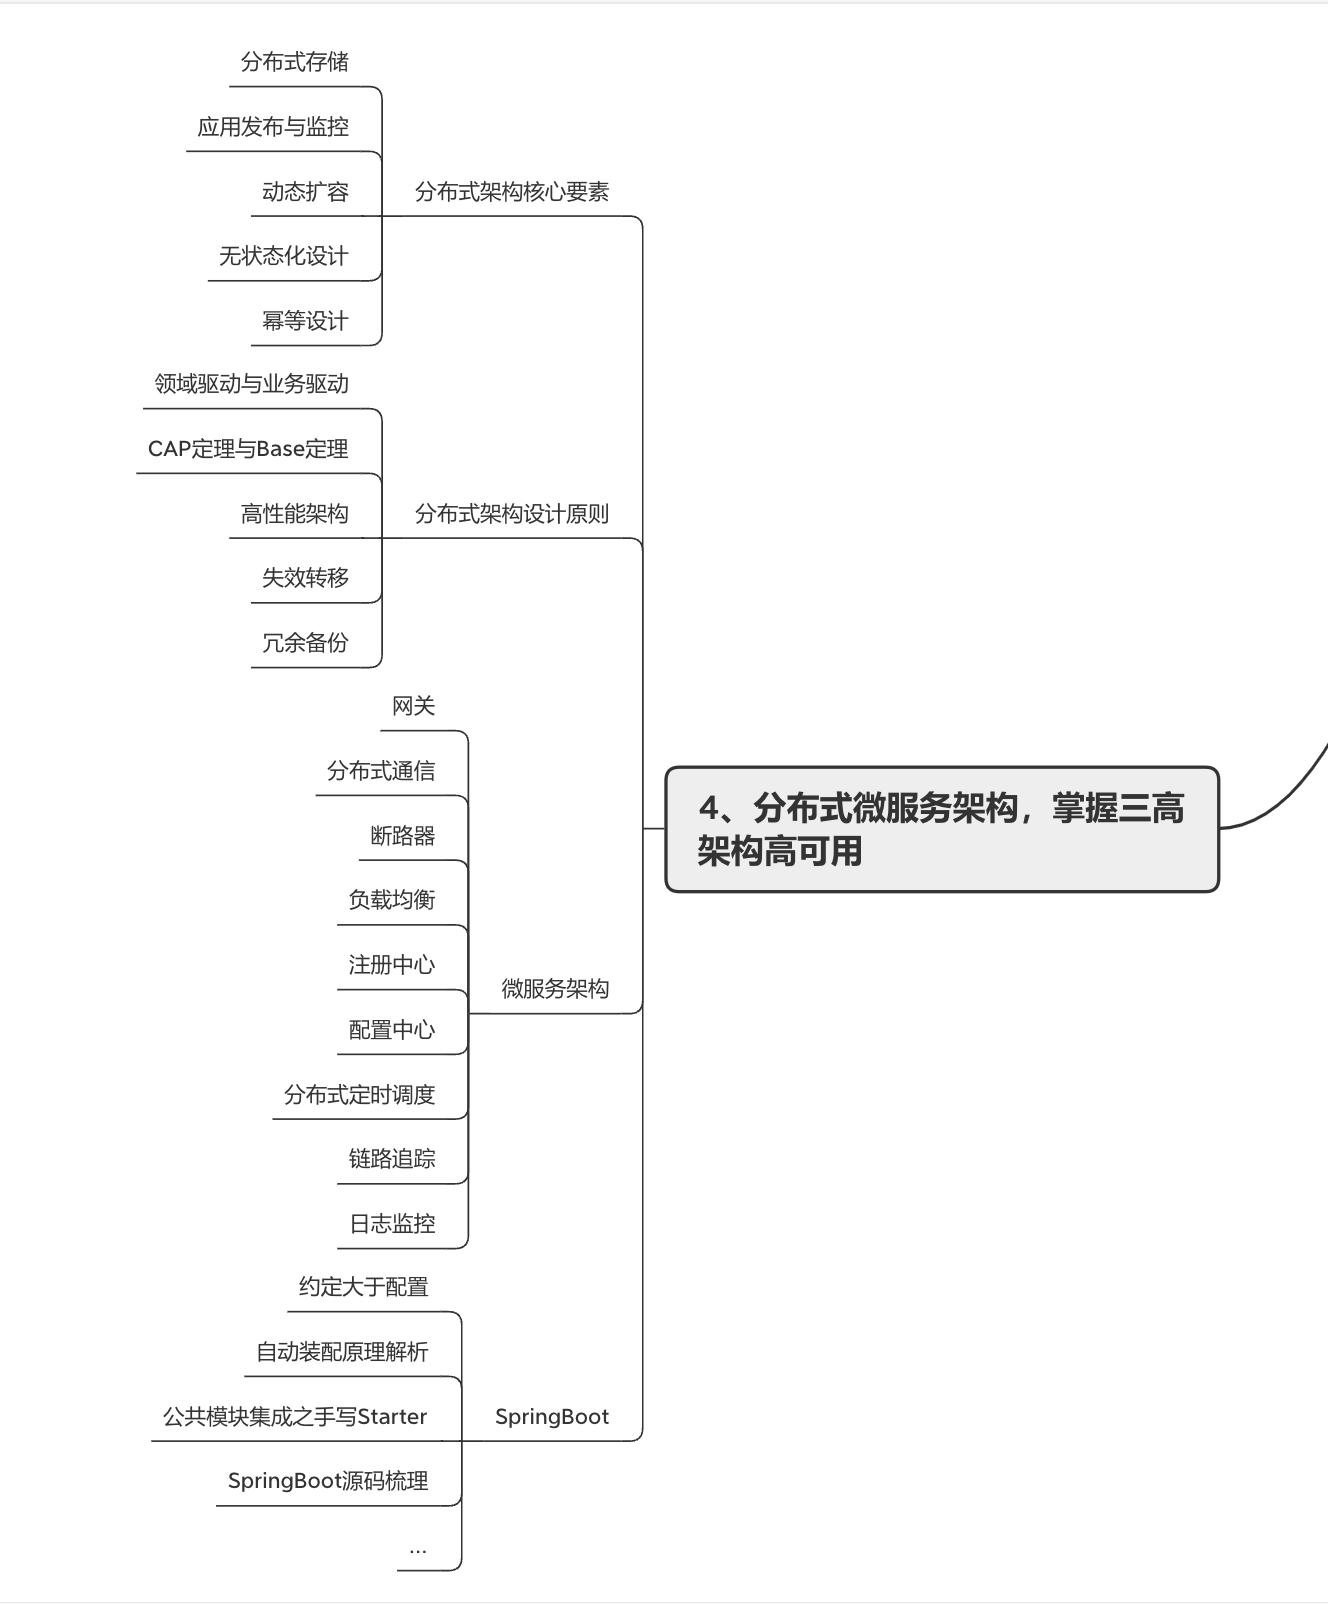 分布式存储
应用发布与监控
动态扩容
无状态化设计
幂等设计
分布式架构核心要素
领域驱动与业务驱动
CAP定理与Base定理
高性能架构
失效转移
冗余备份
分布式架构设计原则
网关
分布式通信
断路器
负载均衡
注册中心
配置中心
分布式定时调度
链路追踪
日志监控
微服务架构
约定大于配置
自动装配原理解析
公共模块集成之手写Starter
SpringBoot源码梳理
...
SpringBoot
4、分布式微服务架构，掌握三高
架构高可用